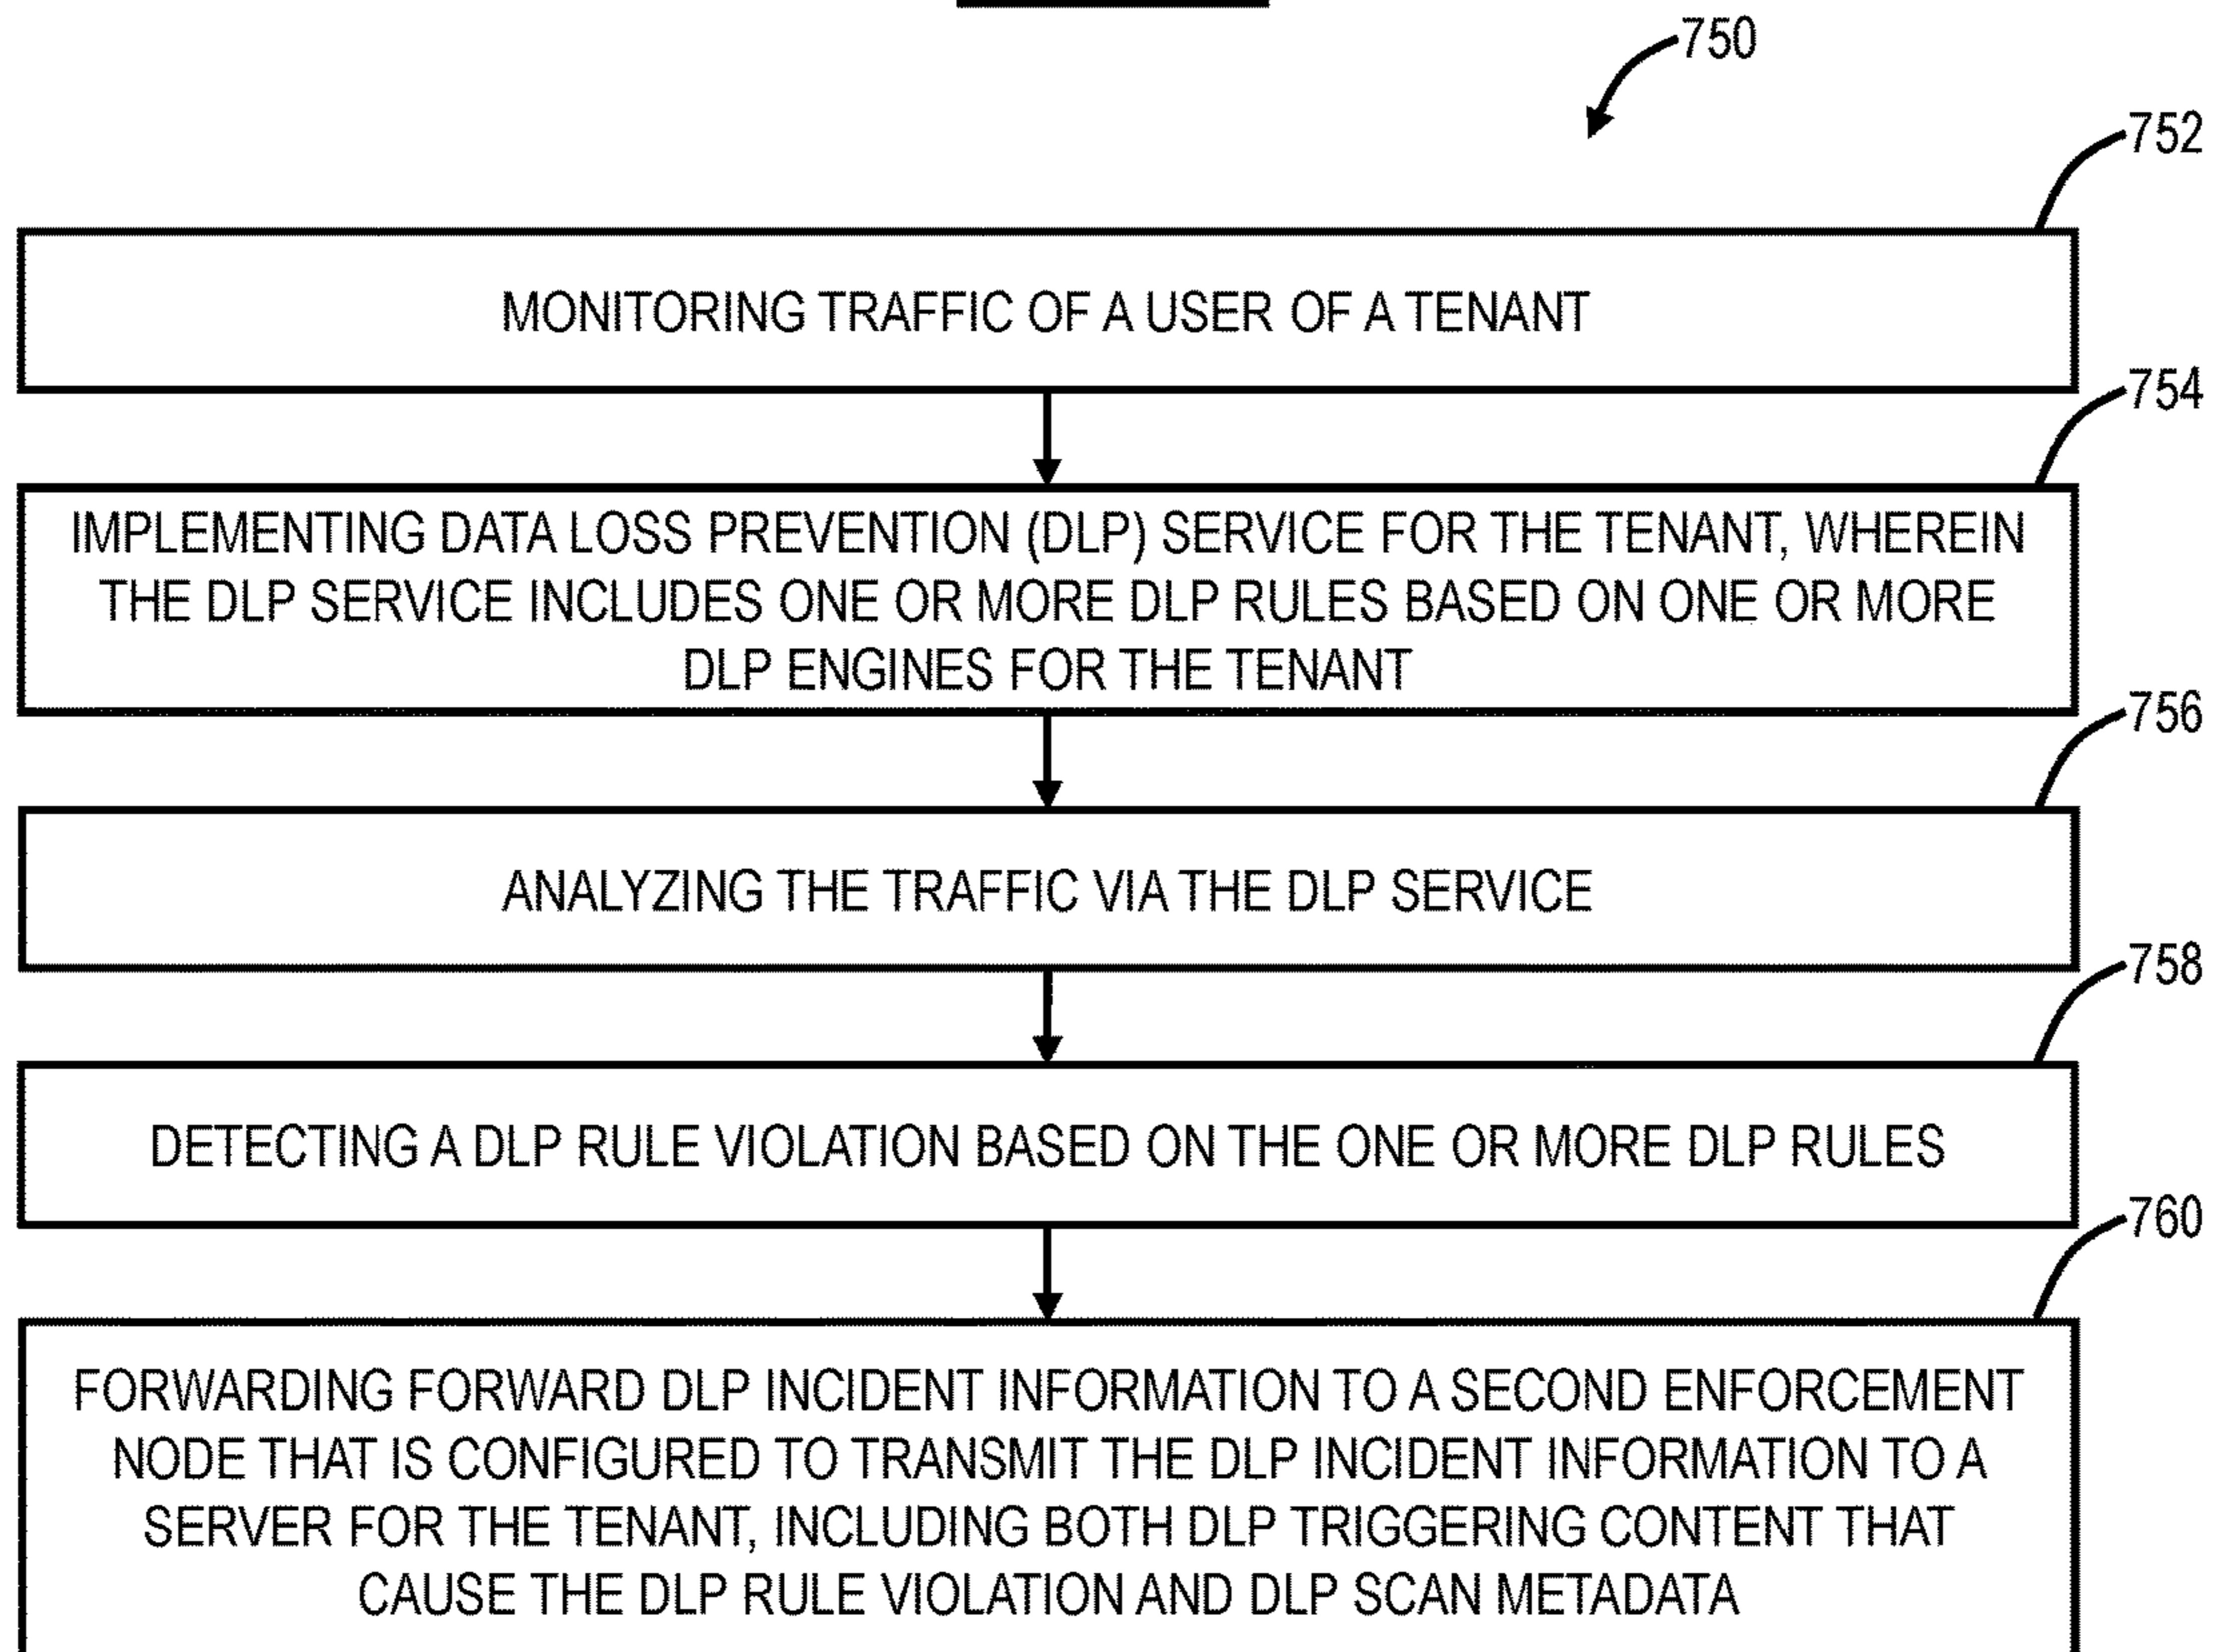 750
752
MONITORING TRAFFIC OF A USER OF A TENANT
754
IMPLEMENTING DATA LOSS PREVENTION (DLP) SERVICE FOR THE TENANT, WHEREIN
THE DLP SERVICE INCLUDES ONE OR MORE DLP RULES BASED ON ONE OR MORE
DLP ENGINES FOR THE TENANT
756
ANALYZING THE TRAFFIC VIA THE DLP SERVICE
758
DETECTING A DLP RULE VIOLATION BASED ON THE ONE OR MORE DLP RULES
760
FORWARDING FORWARD DLP INCIDENT INFORMATION TO A SECOND ENFORCEMENT
NODE THAT IS CONFIGURED TO TRANSMIT THE DLP INCIDENT INFORMATION TO A
SERVER FOR THE TENANT, INCLUDING BOTH DLP TRIGGERING CONTENT THAT
CAUSE THE DLP RULE VIOLATION AND DLP SCAN METADATA